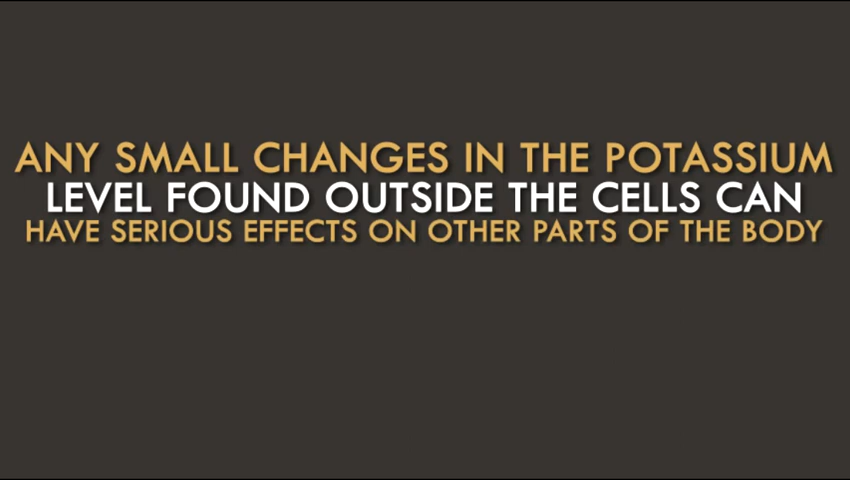 ANY SMALL CHANGES IN THE POTASSIUM
LEVEL FOUND OUTSIDE THE CELLS CAN
HAVE SERIOUS EFFECTS ON OTHER PARTS OF THE BODY